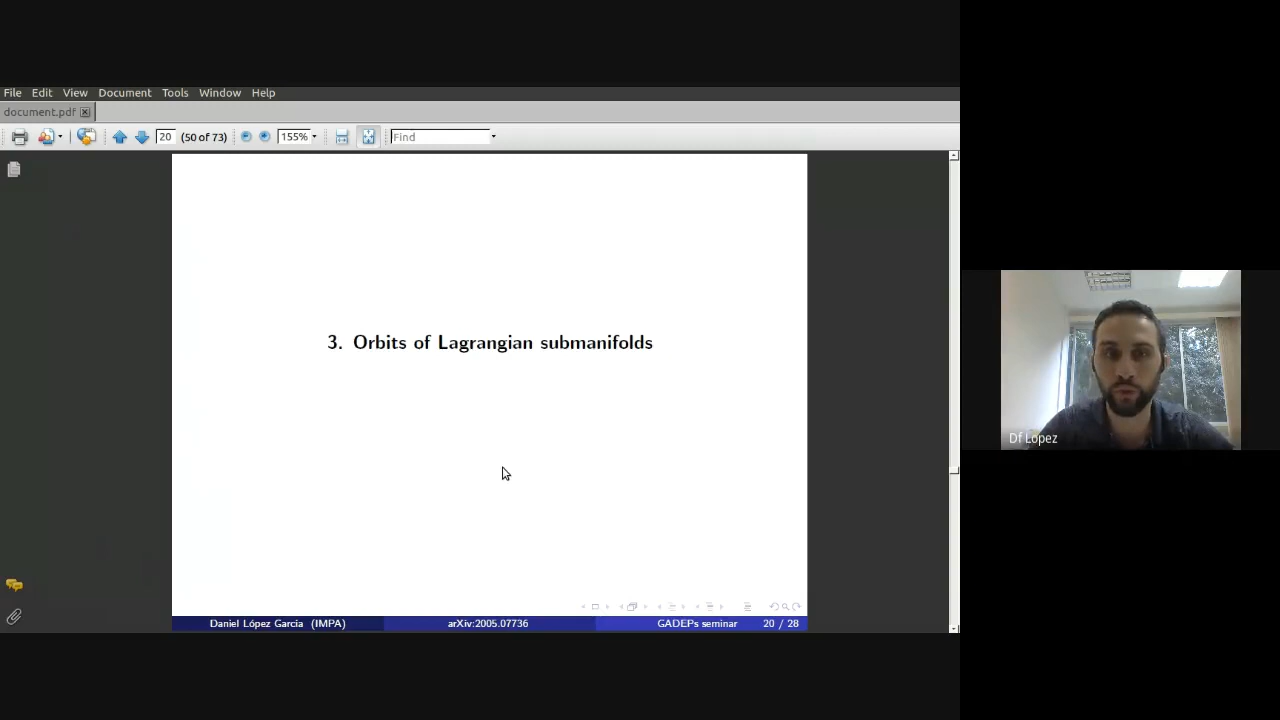 File Edit View Document Tools Window Help
document.pdf
20 (50 of 73) 155% Find
3. Orbits of Lagrangian submanifolds
Df Lopez
Daniel López Garcia (IMPA) arXiv:2005.07736 GADEPs seminar 20 / 28